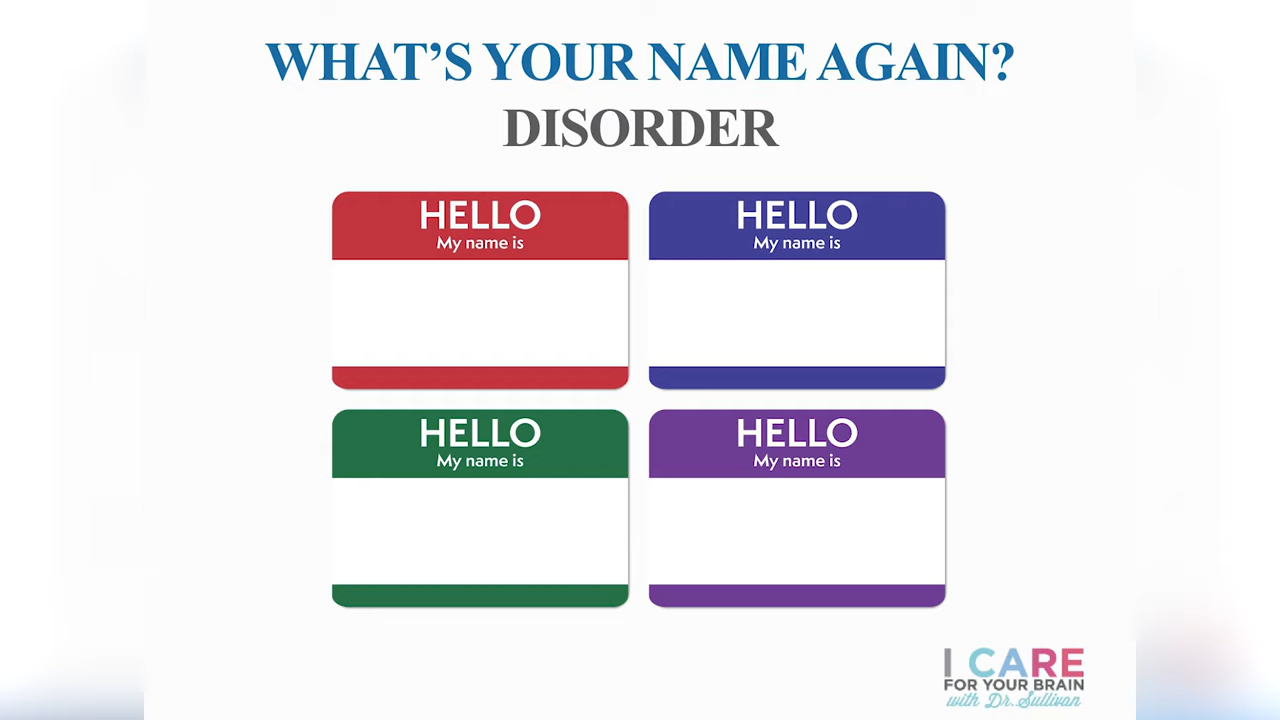 WHAT'S YOUR NAME AGAIN?
DISORDER
HELLO
My name is
HELLO
My name is
HELLO
My name is
HELLO
My name is
I CARE
FOR YOUR BRAIN
with Dr. Sullivan